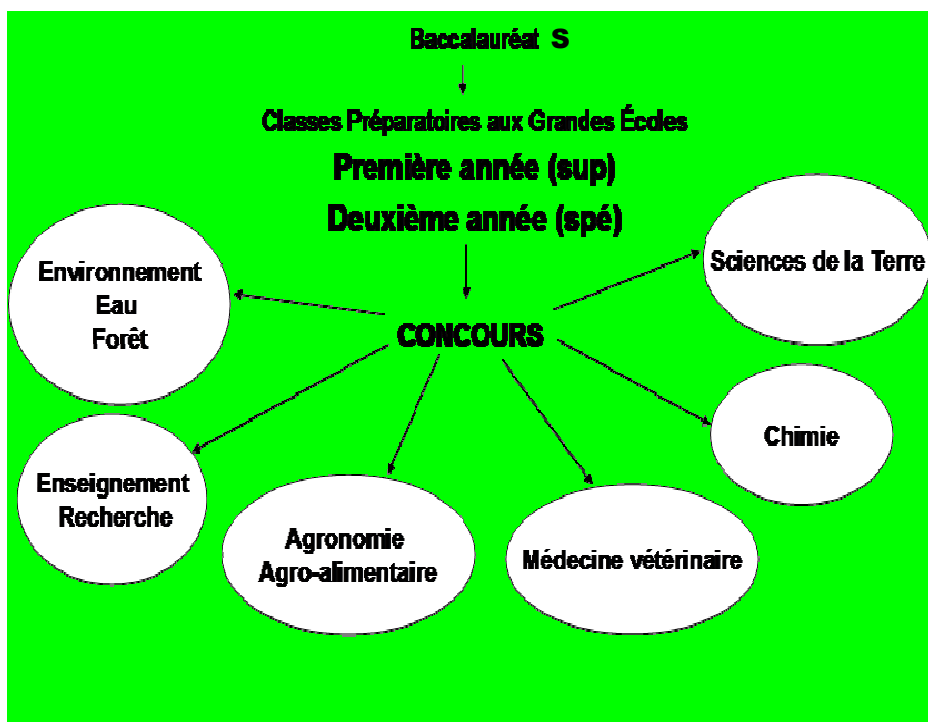 Baccalauréat S
Classes Préparatoires aux Grandes Écoles
Première année (sup)
Deuxième année (spé)
CONCOURS
Environnement
Eau
Forêt
Enseignement
Recherche
Agronomie
Agro-alimentaire
Médecine vétérinaire
Chimie
Sciences de la Terre